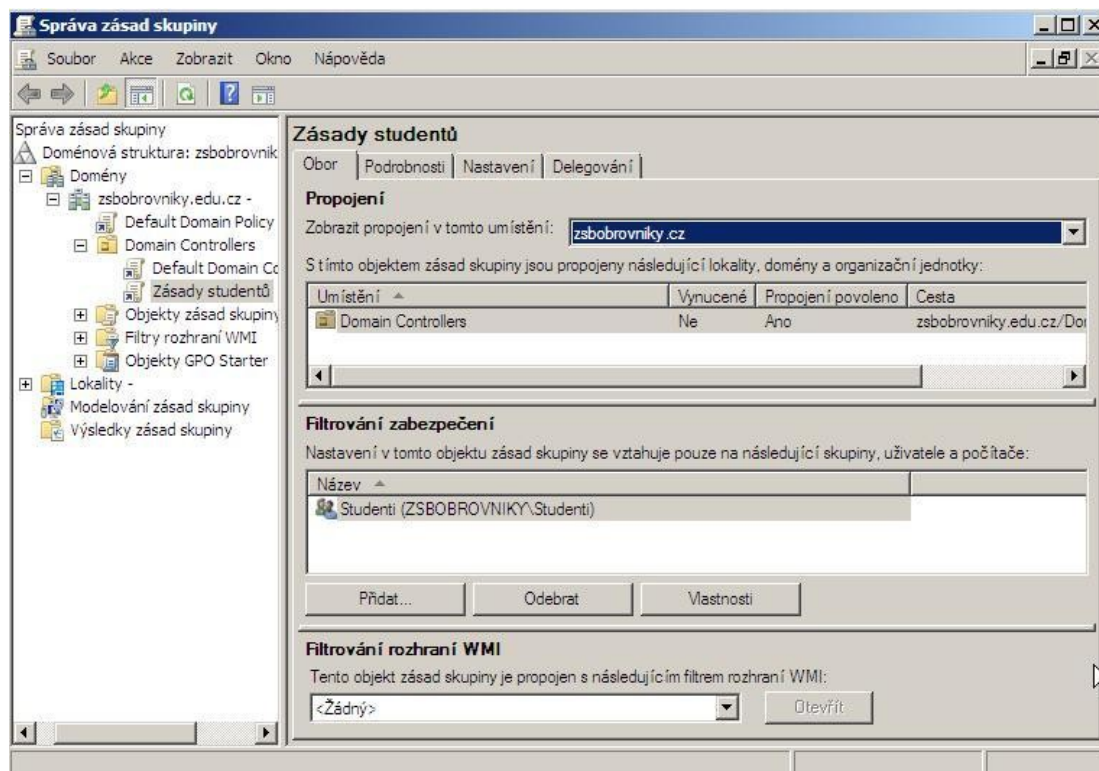 Správa zásad skupiny
Soubor Akce Zobrazit Okno Nápověda
Správa zásad skupiny
Doménová struktura: zsbobrovnik
Domény
zsbobrovniky.edu.cz -
Default Domain Policy
Domain Controllers
Default Domain Co
Zásady studentů
Objekty zásad skupiny
Filtry rozhraní WMI
Objekty GPO Starter
Lokality -
Modelování zásad skupiny
Výsledky zásad skupiny
Zásady studentů
Obor Podrobnosti Nastavení Delegování
Propojení
Zobrazit propojení v tomto umístění: zsbobrovniky.cz
S tímto objektem zásad skupiny jsou propojeny následující lokality, domény a organizační jednotky:
Umístění Vynucené Propojení povoleno Cesta
Domain Controllers Ne Ano zsbobrovniky.edu.cz/Dor
Filtrování zabezpečení
Nastavení v tomto objektu zásad skupiny se vztahuje pouze na následující skupiny, uživatele a počítače:
Název
Studenti (ZSBOBROVNIKY\Studenti)
Přidat... Odebrat Vlastnosti
Filtrování rozhraní WMI
Tento objekt zásad skupiny je propojen s následujícím filtrem rozhraní WMI:
<Žádný> Otevřít